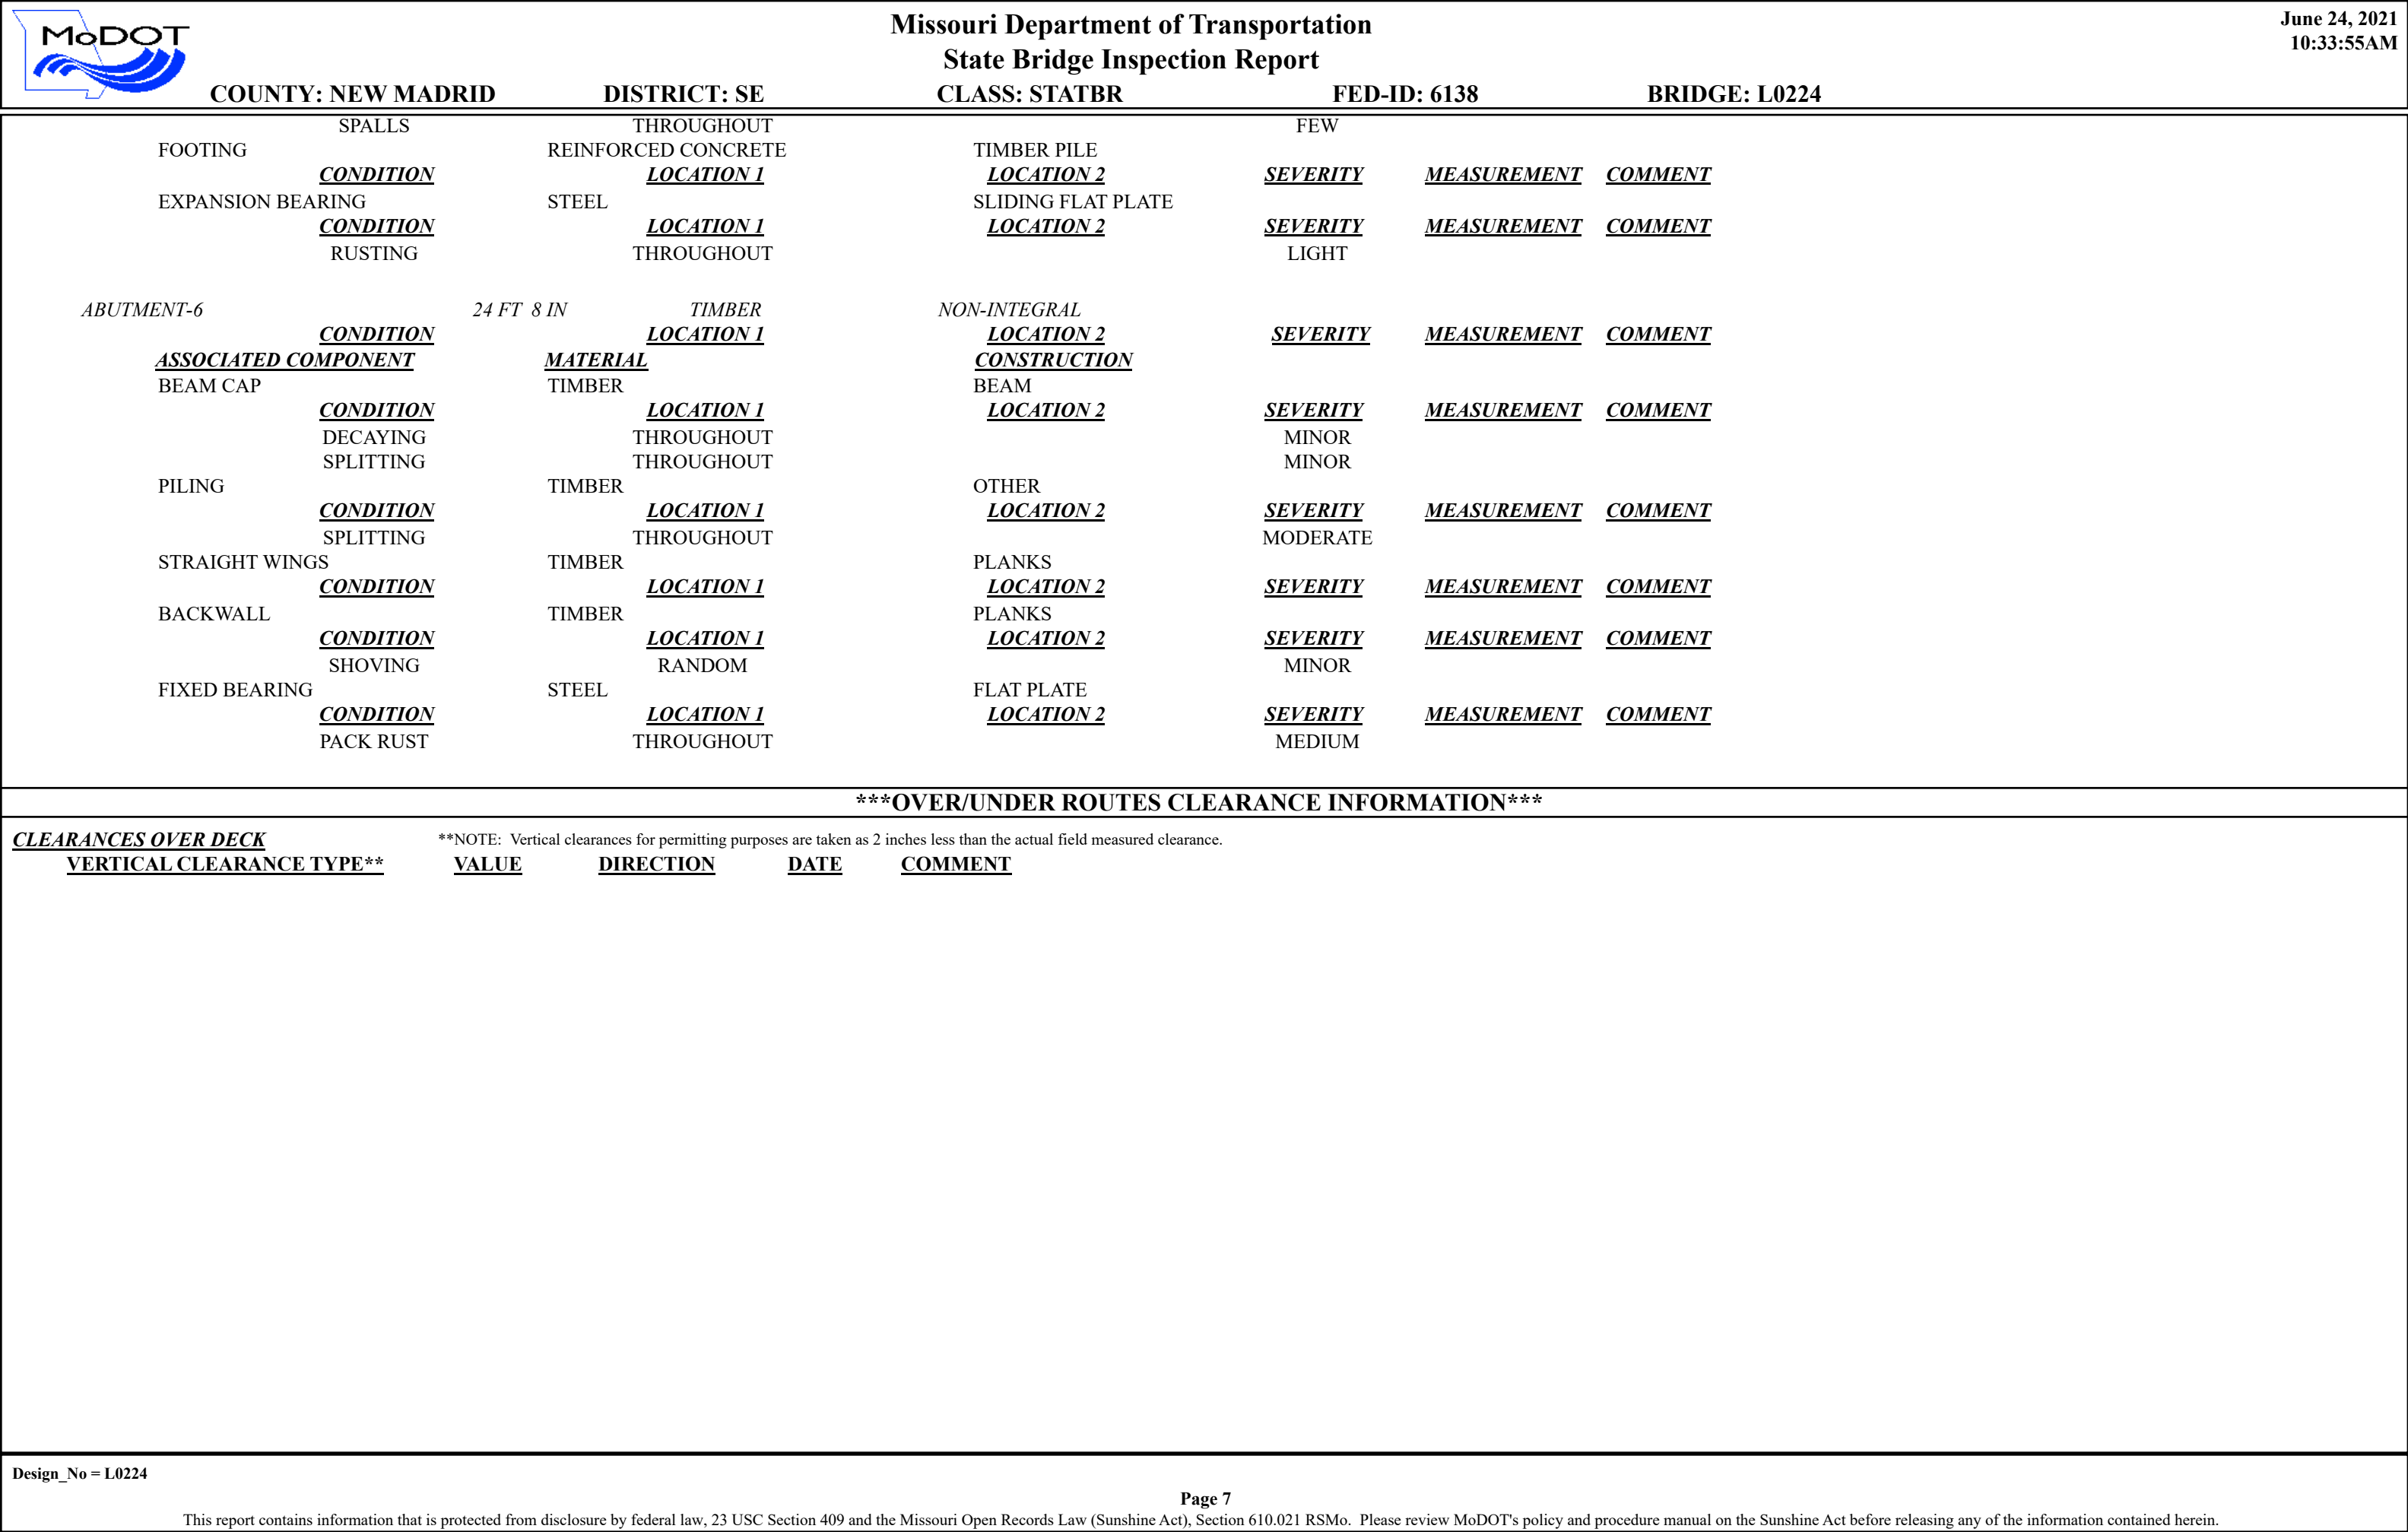 MoDOT
Missouri Department of Transportation
State Bridge Inspection Report
June 24, 2021
10:33:55AM
COUNTY: NEW MADRID DISTRICT: SE CLASS: STATBR FED-ID: 6138 BRIDGE: L0224
SPALLS THROUGHOUT FEW
FOOTING REINFORCED CONCRETE TIMBER PILE
CONDITION LOCATION 1 LOCATION 2 SEVERITY MEASUREMENT COMMENT
EXPANSION BEARING STEEL SLIDING FLAT PLATE
CONDITION LOCATION 1 LOCATION 2 SEVERITY MEASUREMENT COMMENT
RUSTING THROUGHOUT LIGHT
ABUTMENT-6 24 FT 8 IN TIMBER NON-INTEGRAL
CONDITION LOCATION 1 LOCATION 2 SEVERITY MEASUREMENT COMMENT
ASSOCIATED COMPONENT MATERIAL CONSTRUCTION
BEAM CAP TIMBER BEAM
CONDITION LOCATION 1 LOCATION 2 SEVERITY MEASUREMENT COMMENT
DECAYING THROUGHOUT MINOR
SPLITTING THROUGHOUT MINOR
PILING TIMBER OTHER
CONDITION LOCATION 1 LOCATION 2 SEVERITY MEASUREMENT COMMENT
SPLITTING THROUGHOUT MODERATE
STRAIGHT WINGS TIMBER PLANKS
CONDITION LOCATION 1 LOCATION 2 SEVERITY MEASUREMENT COMMENT
BACKWALL TIMBER PLANKS
CONDITION LOCATION 1 LOCATION 2 SEVERITY MEASUREMENT COMMENT
SHOVING RANDOM MINOR
FIXED BEARING STEEL FLAT PLATE
CONDITION LOCATION 1 LOCATION 2 SEVERITY MEASUREMENT COMMENT
PACK RUST THROUGHOUT MEDIUM
***OVER/UNDER ROUTES CLEARANCE INFORMATION***
CLEARANCES OVER DECK **NOTE: Vertical clearances for permitting purposes are taken as 2 inches less than the actual field measured clearance.
VERTICAL CLEARANCE TYPE** VALUE DIRECTION DATE COMMENT
Design_No = L0224
Page 7
This report contains information that is protected from disclosure by federal law, 23 USC Section 409 and the Missouri Open Records Law (Sunshine Act), Section 610.021 RSMo. Please review MoDOT's policy and procedure manual on the Sunshine Act before releasing any of the information contained herein.